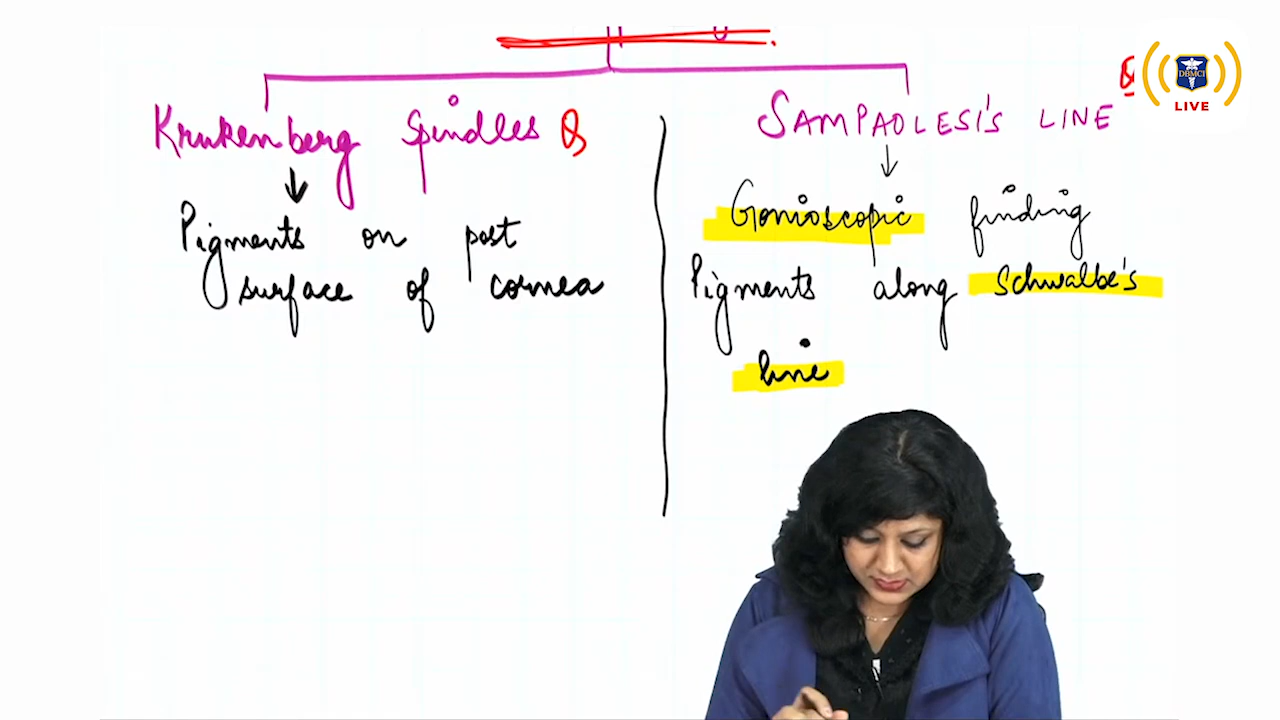 Krukenberg Spindles Q
Pigments on post
surface of cornea
SAMPAOLESI'S LINE Q
Gonioscopic finding
Pigments along Schwalbe's
line
DBMCI
LIVE